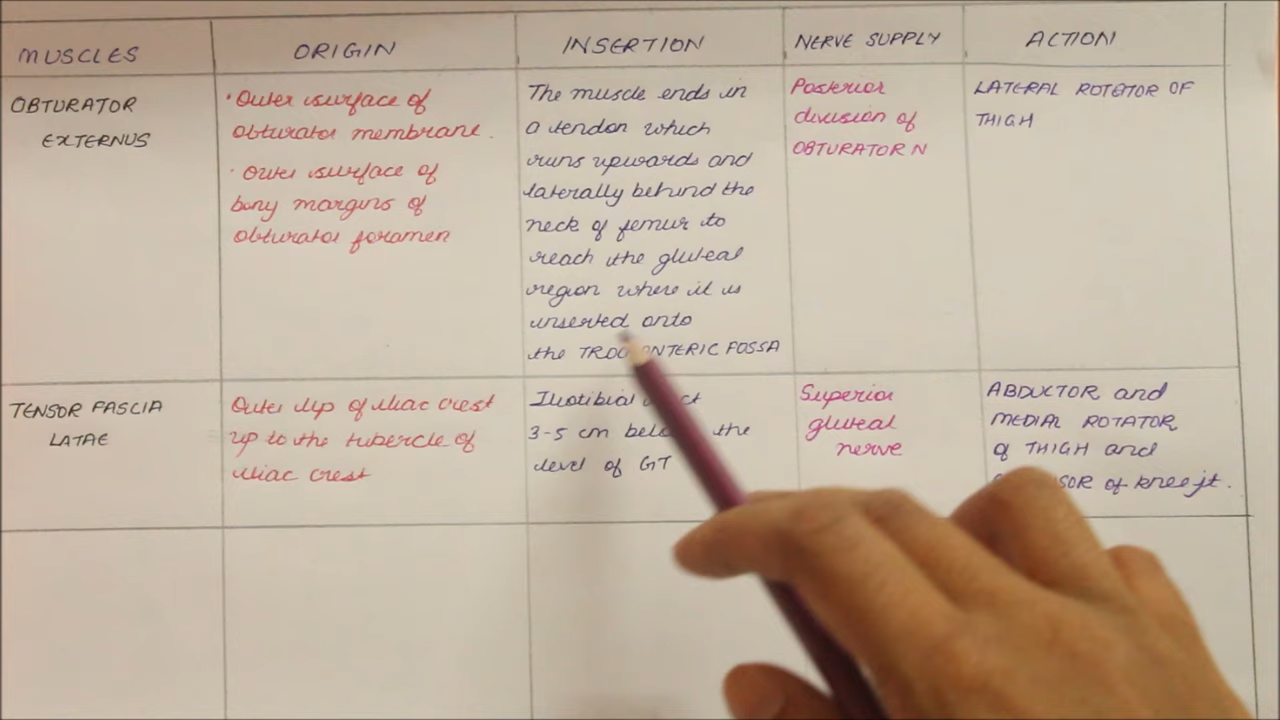 MUSCLES
ORIGIN
INSERTION
NERVE SUPPLY
ACTION
OBTURATOR
EXTERNUS
• Outer surface of
obturator membrane.
• Outer surface of
bony margins of
obturator foramen
The muscle ends in
a tendon which
runs upwards and
laterally behind the
neck of femur to
reach the gluteal
region where it is
inserted onto
the FOSSA
Posterior
division of
OBTURATOR N
LATERAL ROTATOR OF
THIGH
TENSOR FASCIA
LATAE
Outer lip of iliac crest
up to the tubercle of
iliac crest
Iliotibial
3-5 cm the
level of GT
Superior
gluteal
nerve
ABDUCTOR and
MEDIAL ROTATOR
of THIGH and
of knee jt.